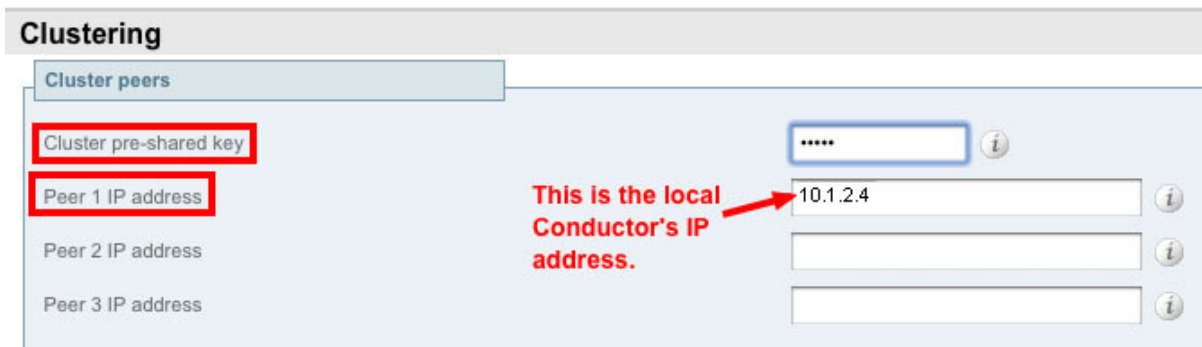 Clustering
Cluster peers
Cluster pre-shared key
•••••
Peer 1 IP address
10.1.2.4
This is the local
Conductor's IP
address.
Peer 2 IP address
Peer 3 IP address